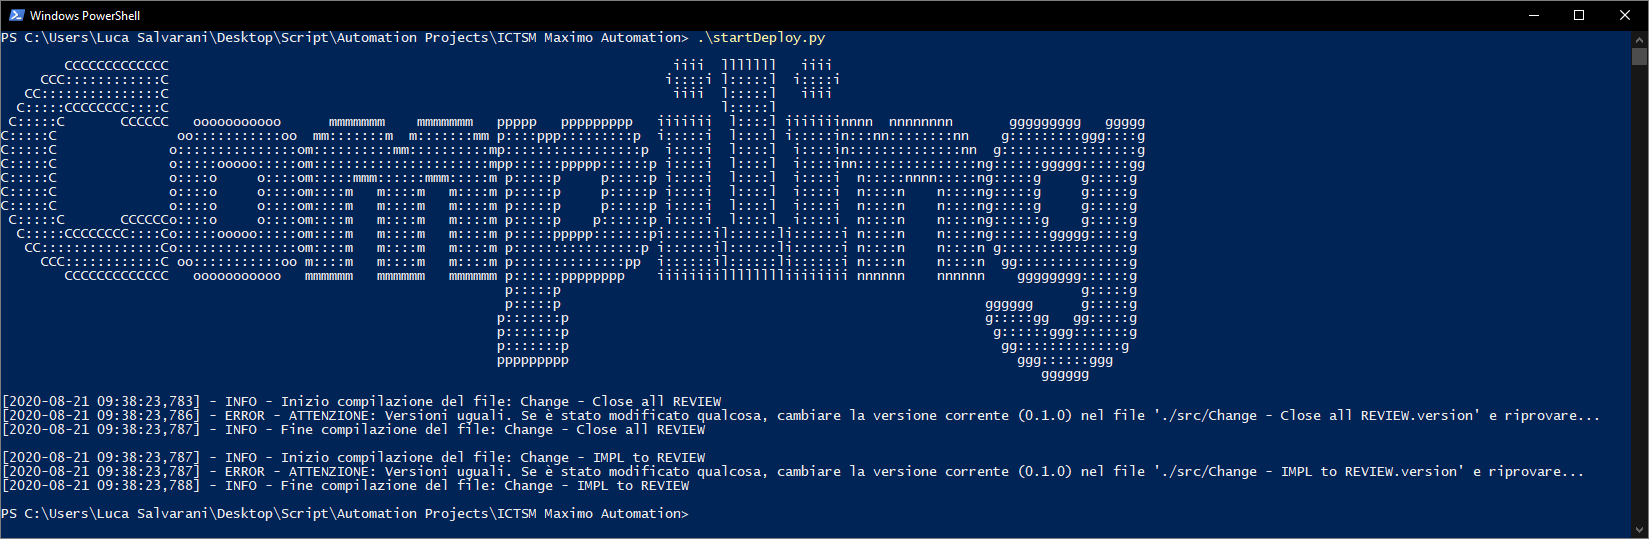 Windows PowerShell
PS C:\Users\Luca Salvarani\Desktop\Script\Automation Projects\ICTSM Maximo Automation> .\startDeploy.py
Compiling
[2020-08-21 09:38:23,783] - INFO - Inizio compilazione del file: Change - Close all REVIEW
[2020-08-21 09:38:23,786] - ERROR - ATTENZIONE: Versioni uguali. Se è stato modificato qualcosa, cambiare la versione corrente (0.1.0) nel file './src/Change - Close all REVIEW.version' e riprovare...
[2020-08-21 09:38:23,787] - INFO - Fine compilazione del file: Change - Close all REVIEW
[2020-08-21 09:38:23,787] - INFO - Inizio compilazione del file: Change - IMPL to REVIEW
[2020-08-21 09:38:23,787] - ERROR - ATTENZIONE: Versioni uguali. Se è stato modificato qualcosa, cambiare la versione corrente (0.1.0) nel file './src/Change - IMPL to REVIEW.version' e riprovare...
[2020-08-21 09:38:23,788] - INFO - Fine compilazione del file: Change - IMPL to REVIEW
PS C:\Users\Luca Salvarani\Desktop\Script\Automation Projects\ICTSM Maximo Automation>